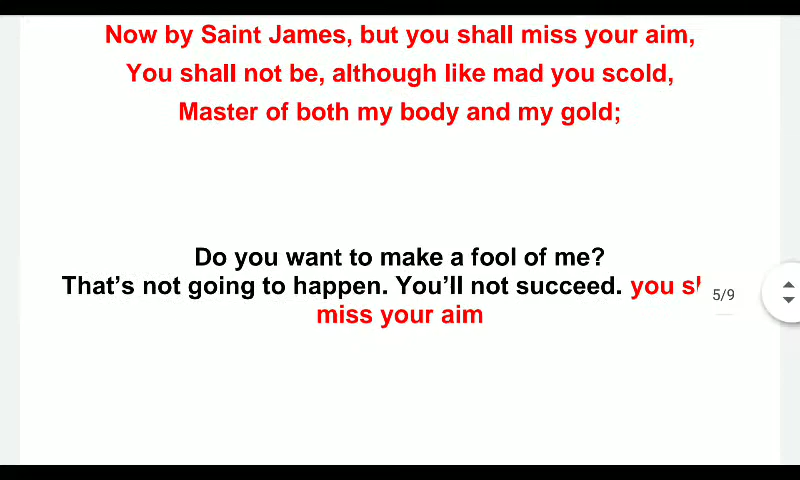 Now by Saint James, but you shall miss your aim,
You shall not be, although like mad you scold,
Master of both my body and my gold;
Do you want to make a fool of me?
That’s not going to happen. You’ll not succeed. you
5/9
miss your aim